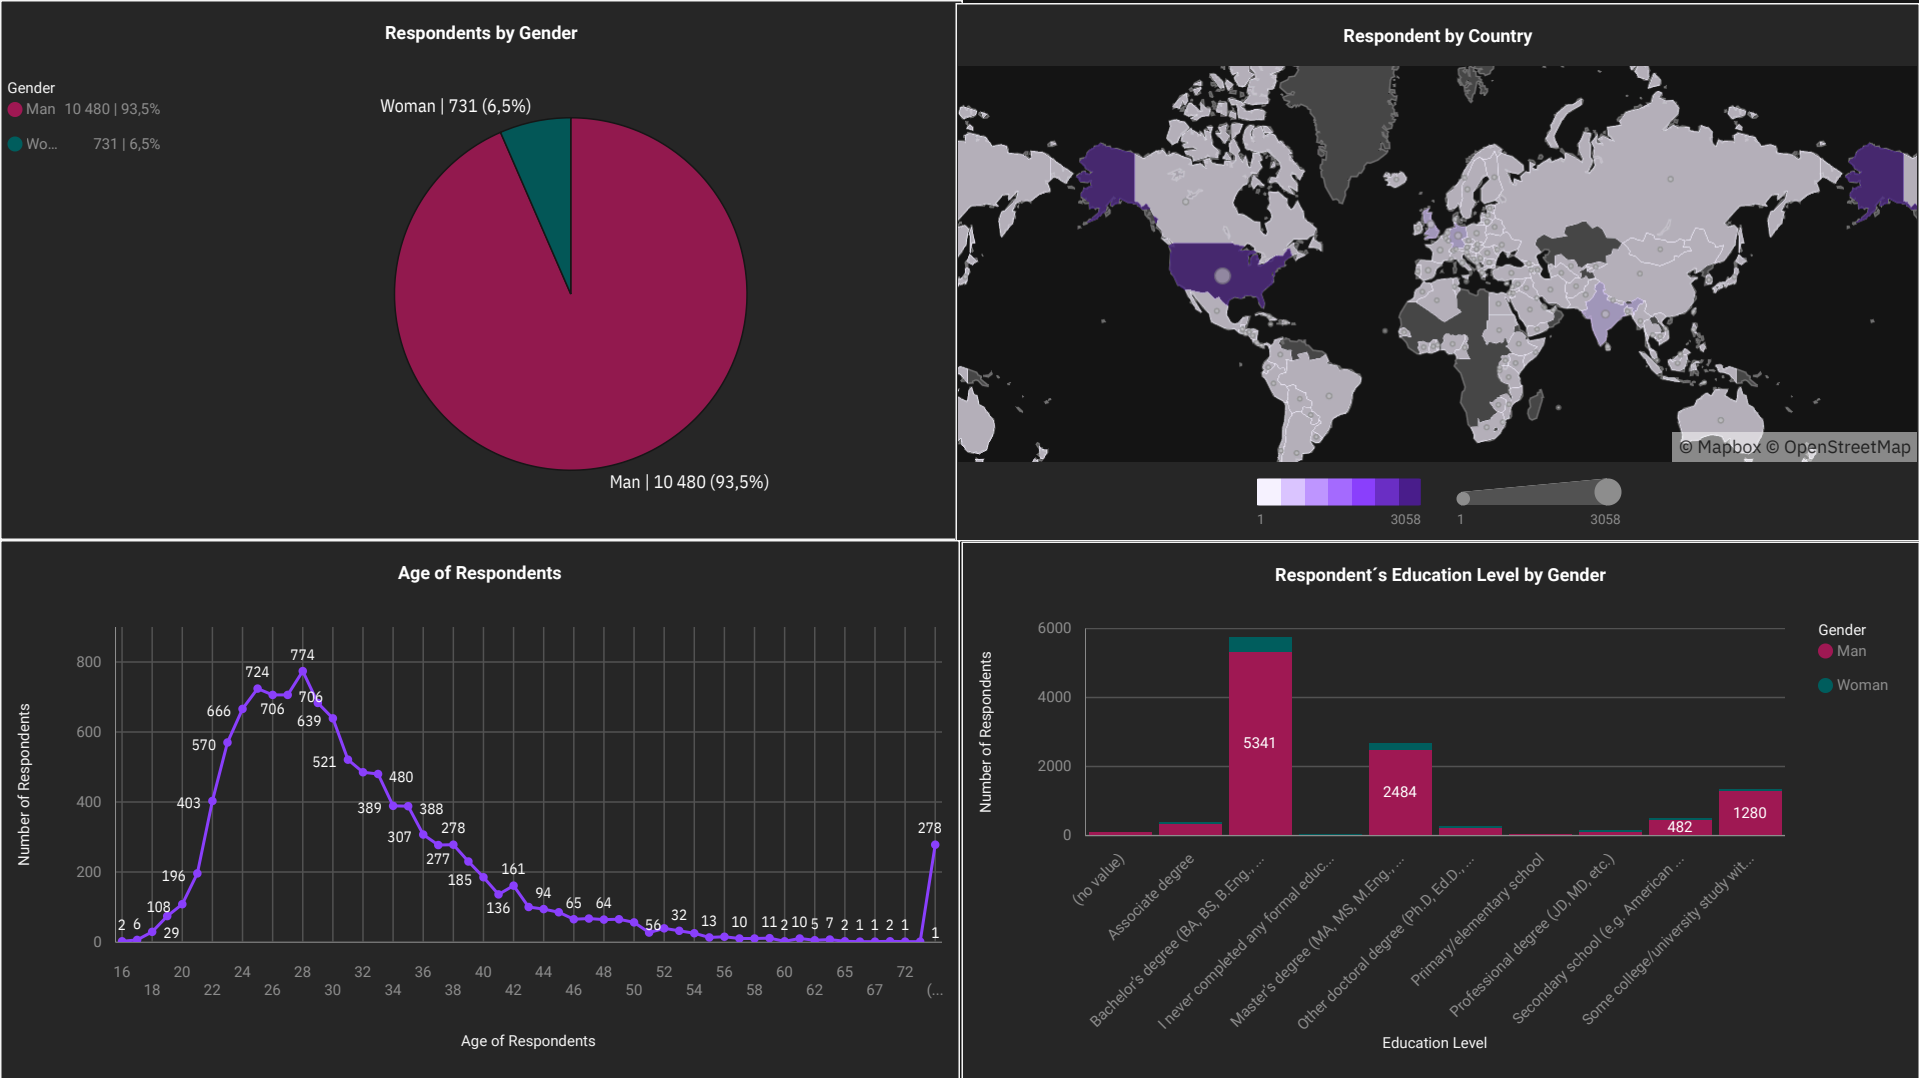 Respondents by Gender
Gender
Man 10 480 | 93,5%
Wo... 731 | 6,5%
Woman | 731 (6,5%)
Man | 10 480 (93,5%)
Respondent by Country
© Mapbox © OpenStreetMap
1 3058
1 3058
Age of Respondents
Number of Respondents
800
600
400
200
0
2 6 29 108 196 403 570 666 724 706 774 706 639 521 480 389 388 307 277 278 185 136 161 94 65 64 56 32 13 10 11 2 10 5 7 2 1 1 2 1 1 278
16 20 24 28 32 36 40 44 48 52 56 60 65 72
18 22 26 30 34 38 42 46 50 54 58 62 67 (...
Age of Respondents
Respondent´s Education Level by Gender
Number of Respondents
6000
4000
2000
0
5341
2484
482
1280
Gender
Man
Woman
(no value)
Associate degree
Bachelor's degree (BA, BS, B.Eng.,...
I never completed any formal educ...
Master's degree (MA, MS, M.Eng.,...
Other doctoral degree (Ph.D, Ed.D.,...
Primary/elementary school
Professional degree (JD, MD, etc.)
Secondary school (e.g. American ...
Some college/university study wit...
Education Level